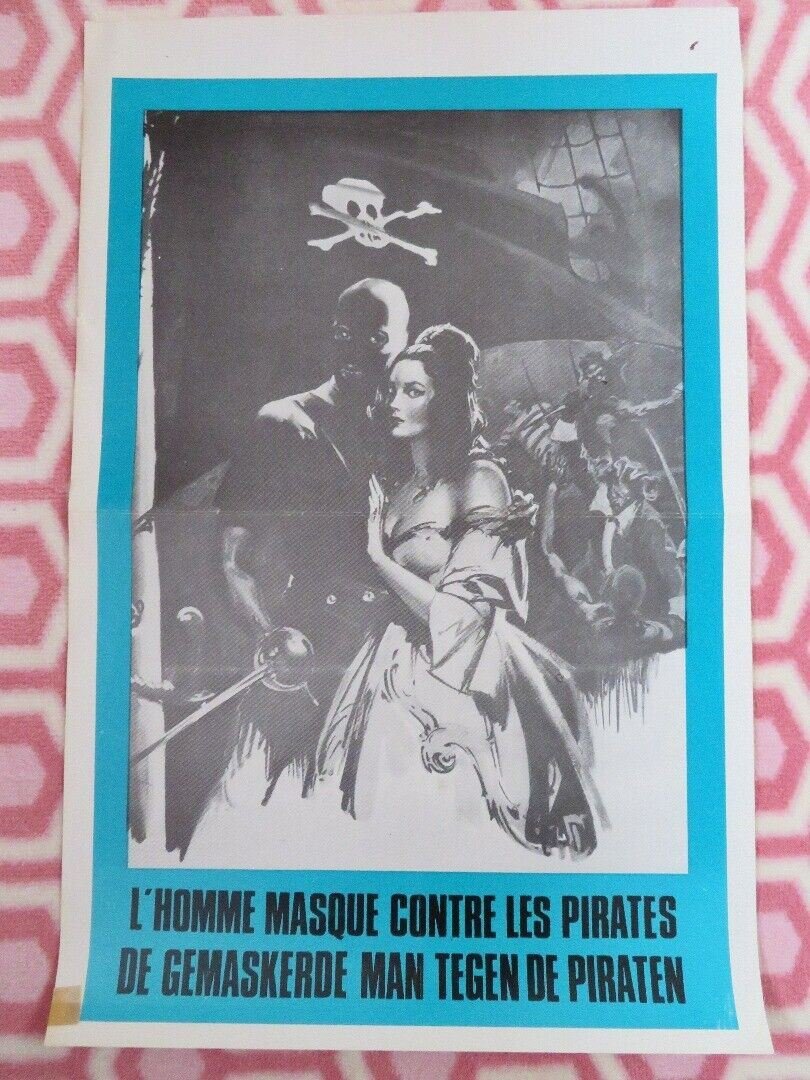 L'HOMME MASQUE CONTRE LES PIRATES
DE GEMASKERDE MAN TEGEN DE PIRATEN